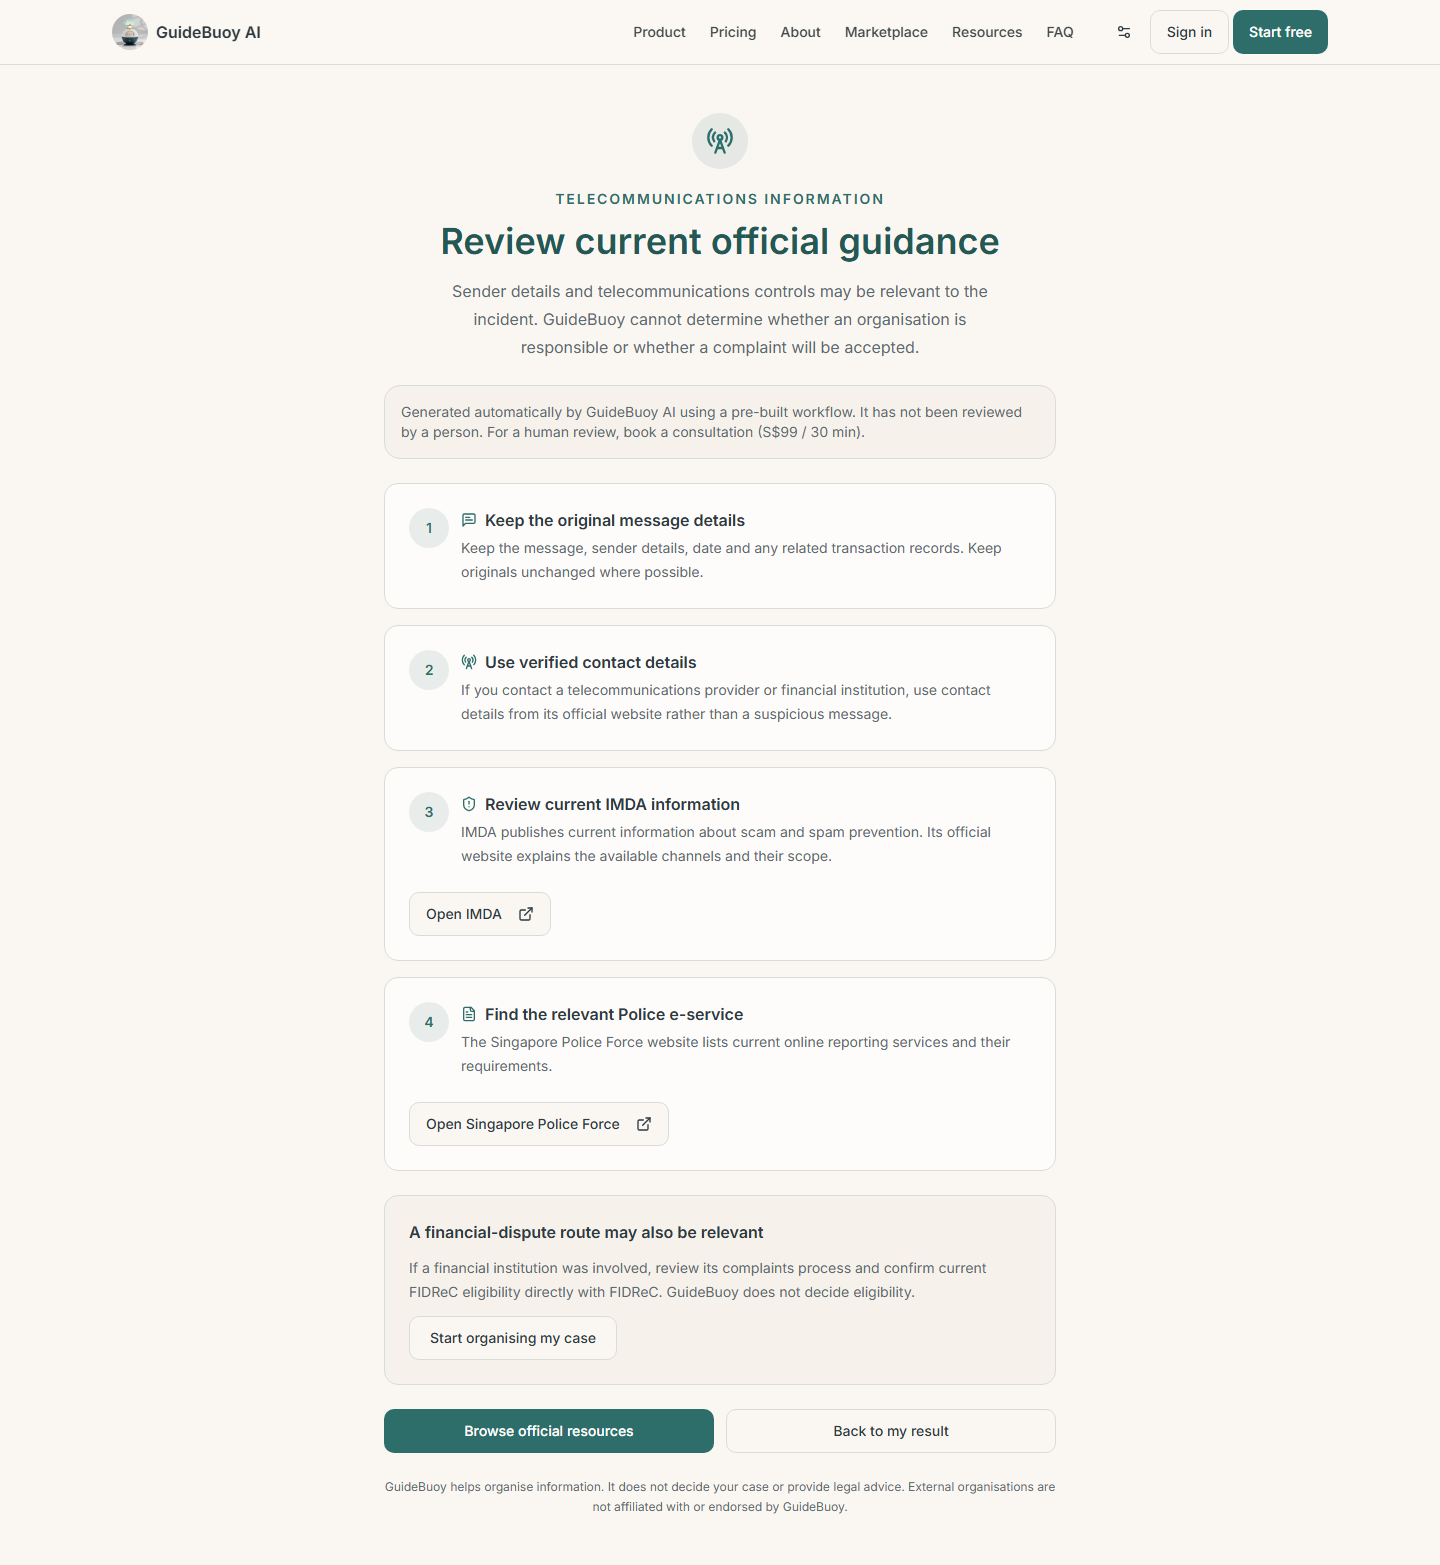 GuideBuoy AI
Product
Pricing
About
Marketplace
Resources
FAQ
Sign in
Start free
TELECOMMUNICATIONS INFORMATION
Review current official guidance
Sender details and telecommunications controls may be relevant to the
incident. GuideBuoy cannot determine whether an organisation is
responsible or whether a complaint will be accepted.
Generated automatically by GuideBuoy AI using a pre-built workflow. It has not been reviewed
by a person. For a human review, book a consultation (S$99 / 30 min).
1
Keep the original message details
Keep the message, sender details, date and any related transaction records. Keep
originals unchanged where possible.
2
Use verified contact details
If you contact a telecommunications provider or financial institution, use contact
details from its official website rather than a suspicious message.
3
Review current IMDA information
IMDA publishes current information about scam and spam prevention. Its official
website explains the available channels and their scope.
Open IMDA
4
Find the relevant Police e-service
The Singapore Police Force website lists current online reporting services and their
requirements.
Open Singapore Police Force
A financial-dispute route may also be relevant
If a financial institution was involved, review its complaints process and confirm current
FIDReC eligibility directly with FIDReC. GuideBuoy does not decide eligibility.
Start organising my case
Browse official resources
Back to my result
GuideBuoy helps organise information. It does not decide your case or provide legal advice. External organisations are
not affiliated with or endorsed by GuideBuoy.